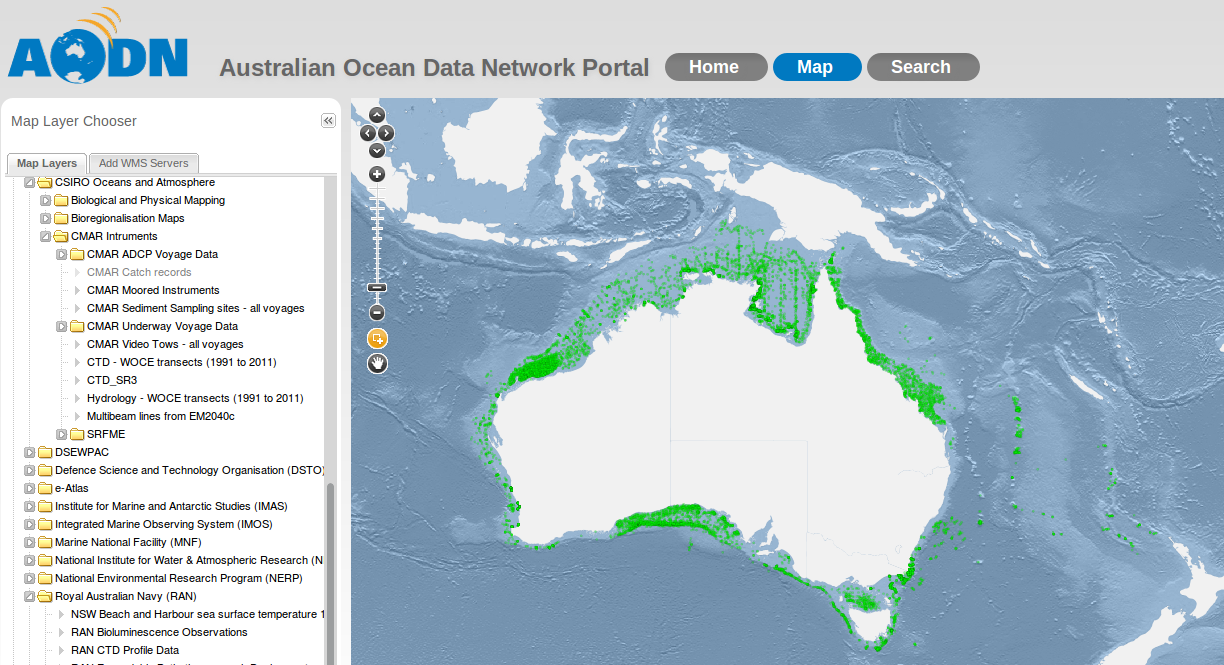 AODN
Australian Ocean Data Network Portal
Home
Map
Search
Map Layer Chooser
Map Layers
Add WMS Servers
CSIRO Oceans and Atmosphere
Biological and Physical Mapping
Bioregionalisation Maps
CMAR Intruments
CMAR ADCP Voyage Data
CMAR Catch records
CMAR Moored Instruments
CMAR Sediment Sampling sites - all voyages
CMAR Underway Voyage Data
CMAR Video Tows - all voyages
CTD - WOCE transects (1991 to 2011)
CTD_SR3
Hydrology - WOCE transects (1991 to 2011)
Multibeam lines from EM2040c
SRFME
DSEWPAC
Defence Science and Technology Organisation (DSTO)
e-Atlas
Institute for Marine and Antarctic Studies (IMAS)
Integrated Marine Observing System (IMOS)
Marine National Facility (MNF)
National Institute for Water & Atmospheric Research (N
National Environmental Research Program (NERP)
Royal Australian Navy (RAN)
NSW Beach and Harbour sea surface temperature 1
RAN Bioluminescence Observations
RAN CTD Profile Data